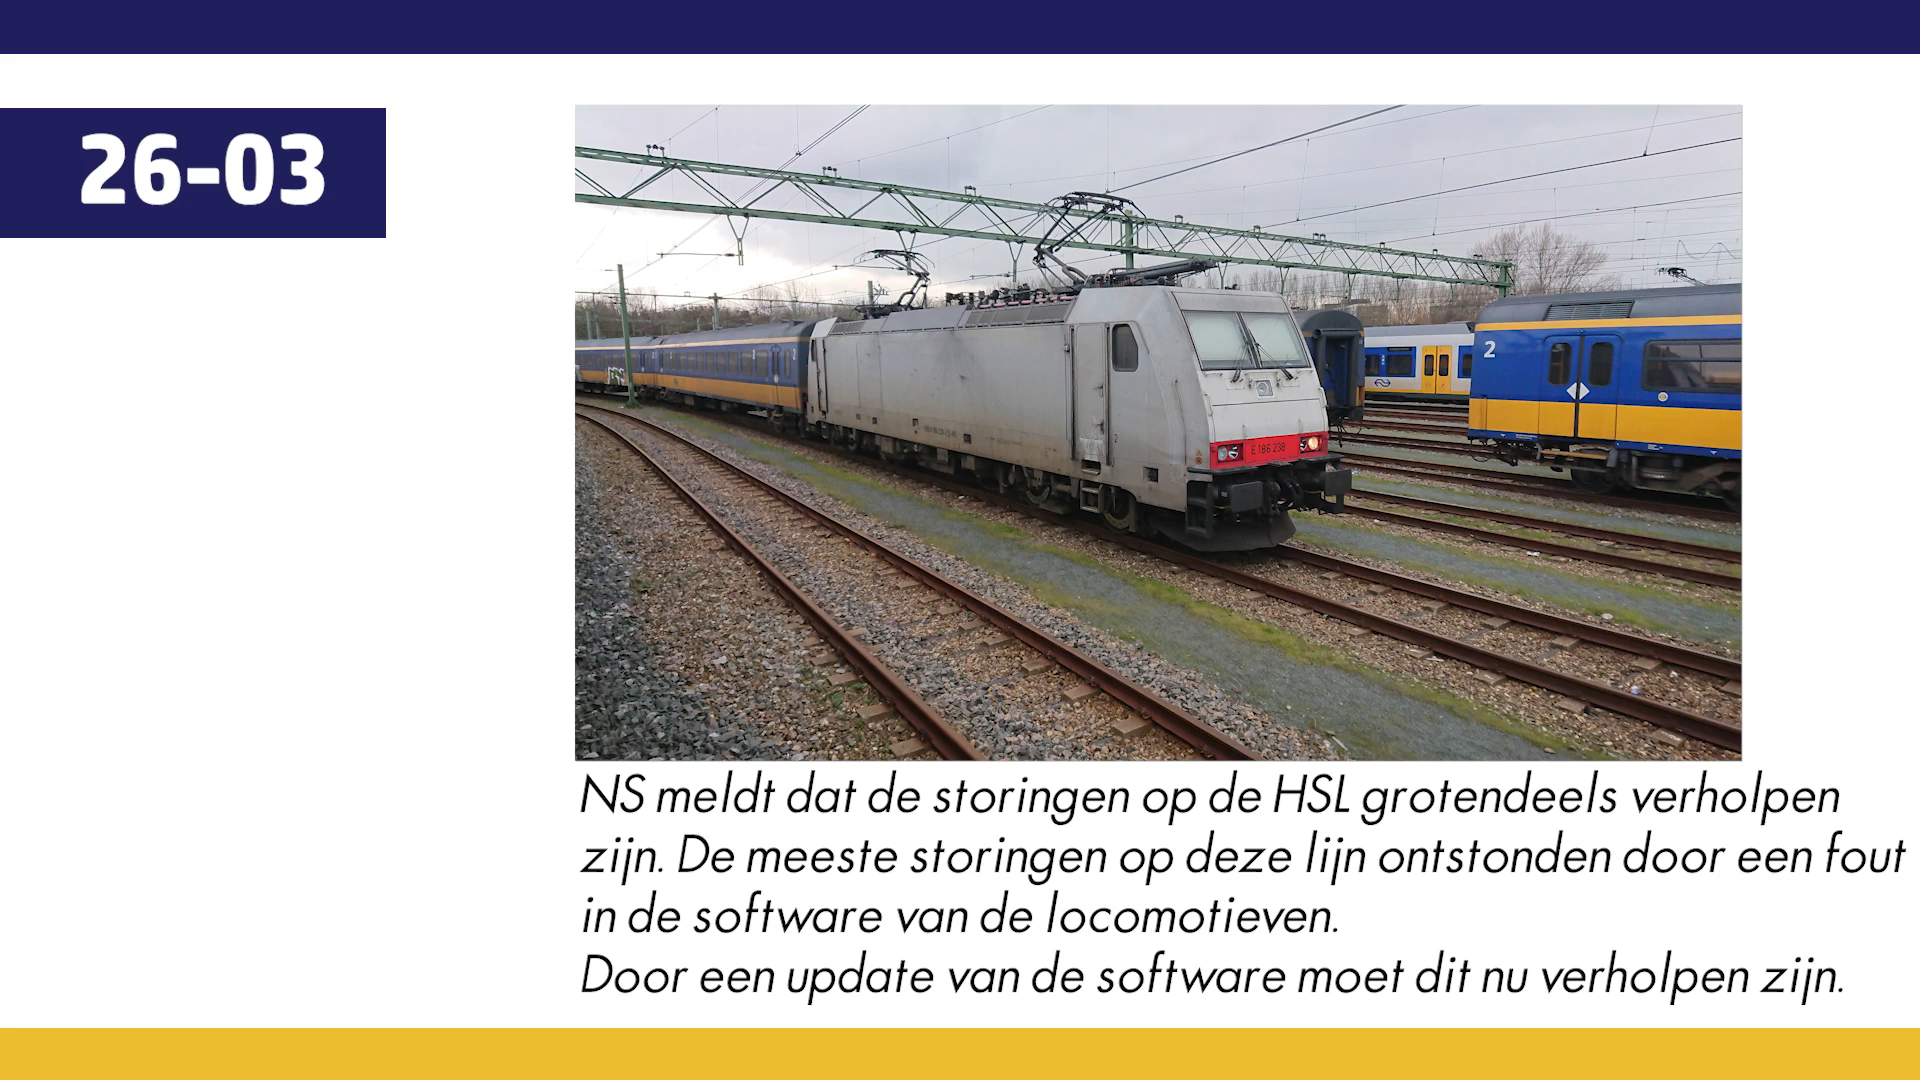 26-03
2
E 186 238
NS meldt dat de storingen op de HSL grotendeels verholpen
zijn. De meeste storingen op deze lijn ontstonden door een fout
in de software van de locomotieven.
Door een update van de software moet dit nu verholpen zijn.